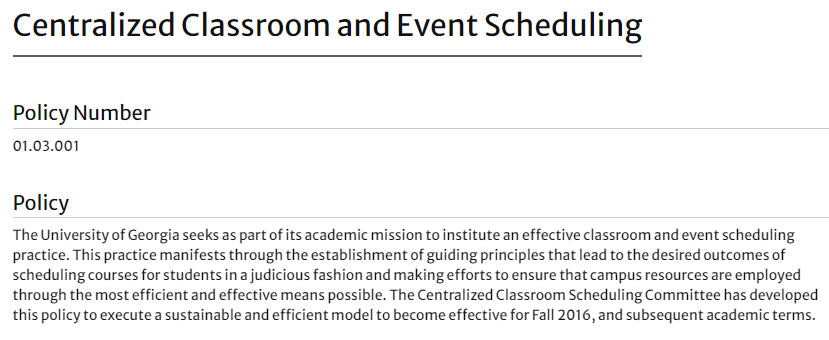 Centralized Classroom and Event Scheduling
Policy Number
01.03.001
Policy
The University of Georgia seeks as part of its academic mission to institute an effective classroom and event scheduling
practice. This practice manifests through the establishment of guiding principles that lead to the desired outcomes of
scheduling courses for students in a judicious fashion and making efforts to ensure that campus resources are employed
through the most efficient and effective means possible. The Centralized Classroom Scheduling Committee has developed
this policy to execute a sustainable and efficient model to become effective for Fall 2016, and subsequent academic terms.